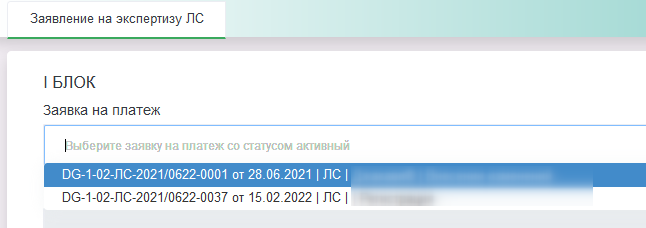 Заявление на экспертизу ЛС
I БЛОК
Заявка на платеж
Выберите заявку на платеж со статусом активный
DG-1-02-ЛС-2021/0622-0001 от 28.06.2021 | ЛС |
DG-1-02-ЛС-2021/0622-0037 от 15.02.2022 | ЛС |